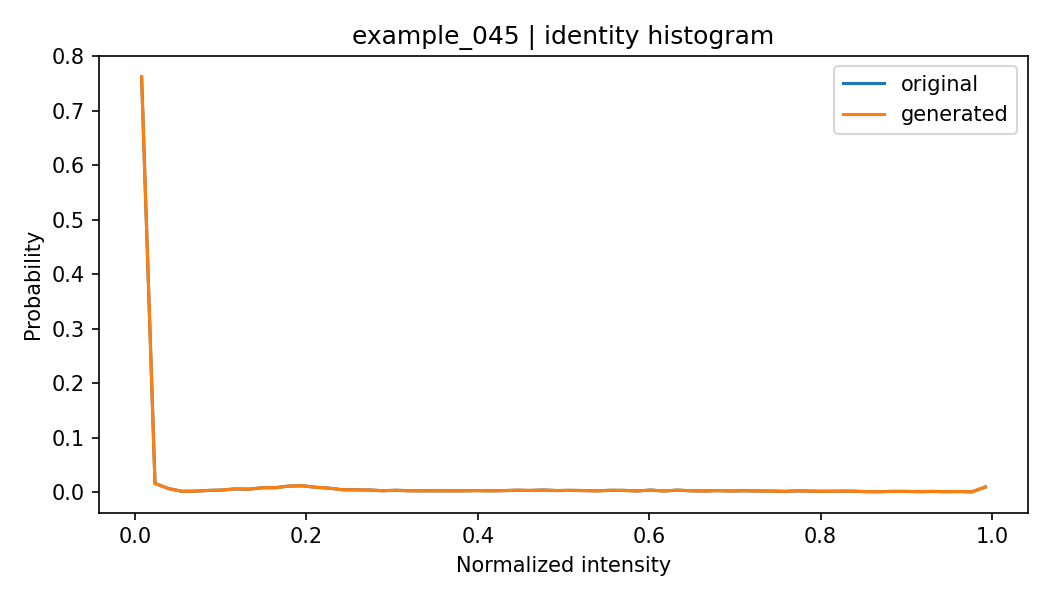 example_045 | identity histogram
original
generated
Probability
0.8
0.7
0.6
0.5
0.4
0.3
0.2
0.1
0.0
0.0 0.2 0.4 0.6 0.8 1.0
Normalized intensity